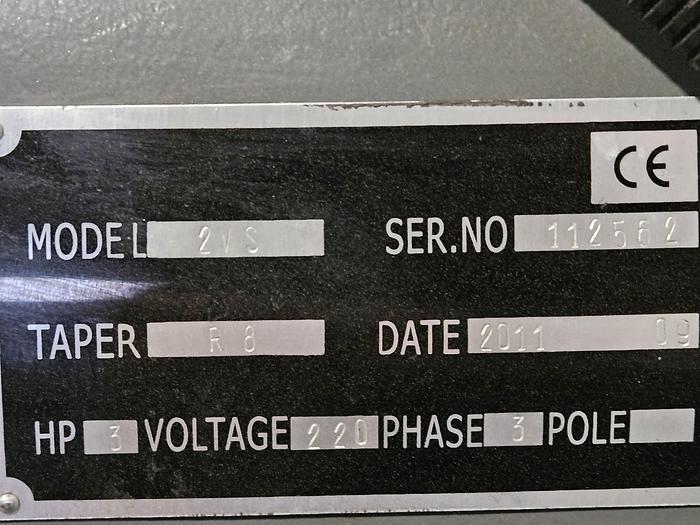 CE
MODEL 2VS SER.NO 112562
TAPER R8 DATE 2011 09
HP 3 VOLTAGE 220 PHASE 3 POLE